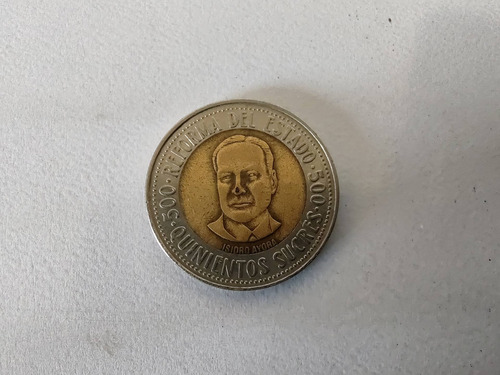 500 · REFORMA DEL ESTADO · 500
· QUINIENTOS SUCRES ·
ISIDRO AYORA